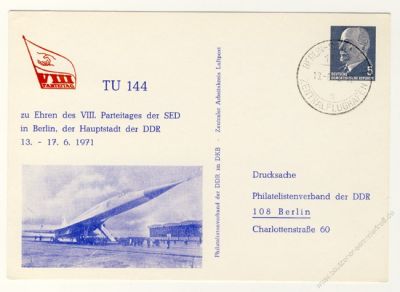 VIII.
PARTEITAG
TU 144
zu Ehren des VIII. Parteitages der SED
in Berlin, der Hauptstadt der DDR
13. - 17. 6. 1971
Philatelistenverband der DDR im DKB - Zentraler Arbeitskreis Luftpost
DEUTSCHE
DEMOKRATISCHE REPUBLIK
5
BERLIN
ZENTRALFLUGHAFEN
Drucksache
Philatelistenverband der DDR
108 Berlin
Charlottenstraße 60